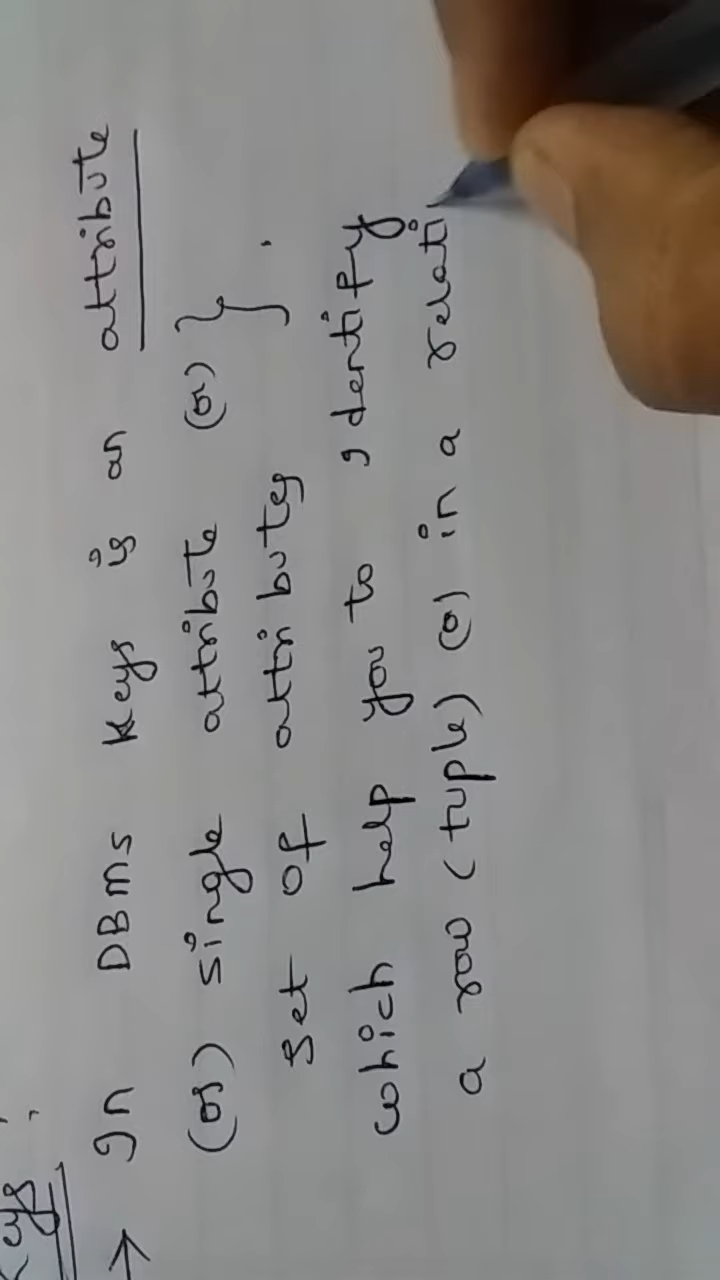 Keys :
→ In DBMS Keys is an attribute
(or) single attribute (or) }
set of attributes } .
which help you to identify
a row (tuple) (or) in a relati